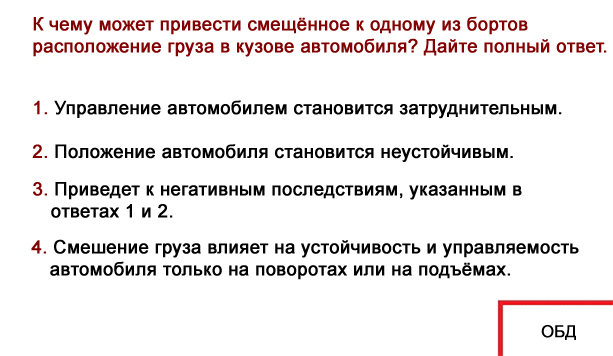 К чему может привести смещённое к одному из бортов
расположение груза в кузове автомобиля? Дайте полный ответ.
1. Управление автомобилем становится затруднительным.
2. Положение автомобиля становится неустойчивым.
3. Приведет к негативным последствиям, указанным в
ответах 1 и 2.
4. Смешение груза влияет на устойчивость и управляемость
автомобиля только на поворотах или на подъёмах.
ОБД